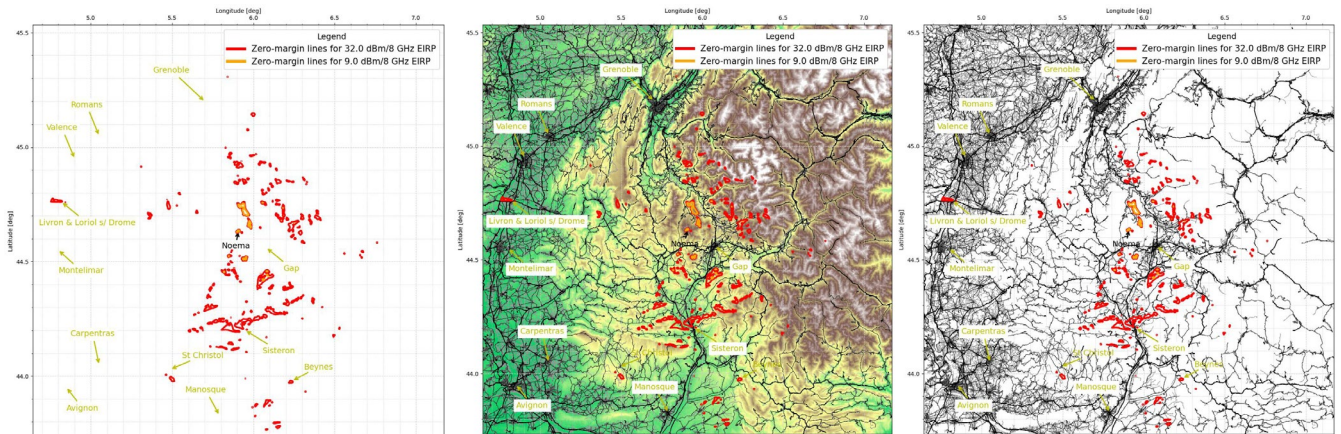 Longitude [deg]
5.0 5.5 6.0 6.5 7.0
Latitude [deg]
45.5
45.0
44.5
44.0
Legend
Zero-margin lines for 32.0 dBm/8 GHz EIRP
Zero-margin lines for 9.0 dBm/8 GHz EIRP
Grenoble
Romans
Valence
Livron & Loriol s/ Drome
Noema
Montelimar
Gap
Carpentras
Sisteron
St Christol
Beynes
Manosque
Avignon
Longitude [deg]
5.0 5.5 6.0 6.5 7.0
Latitude [deg]
45.5
45.0
44.5
44.0
Legend
Zero-margin lines for 32.0 dBm/8 GHz EIRP
Zero-margin lines for 9.0 dBm/8 GHz EIRP
Grenoble
Romans
Valence
Livron & Loriol s/ Drome
Noema
Montelimar
Gap
Carpentras
Sisteron
Manosque
Avignon
Longitude [deg]
5.0 5.5 6.0 6.5 7.0
Latitude [deg]
45.5
45.0
44.5
44.0
Legend
Zero-margin lines for 32.0 dBm/8 GHz EIRP
Zero-margin lines for 9.0 dBm/8 GHz EIRP
Grenoble
Romans
Valence
Livron & Loriol s/ Drome
Noema
Montelimar
Gap
Carpentras
Sisteron
St Christol
Beynes
Manosque
Avignon